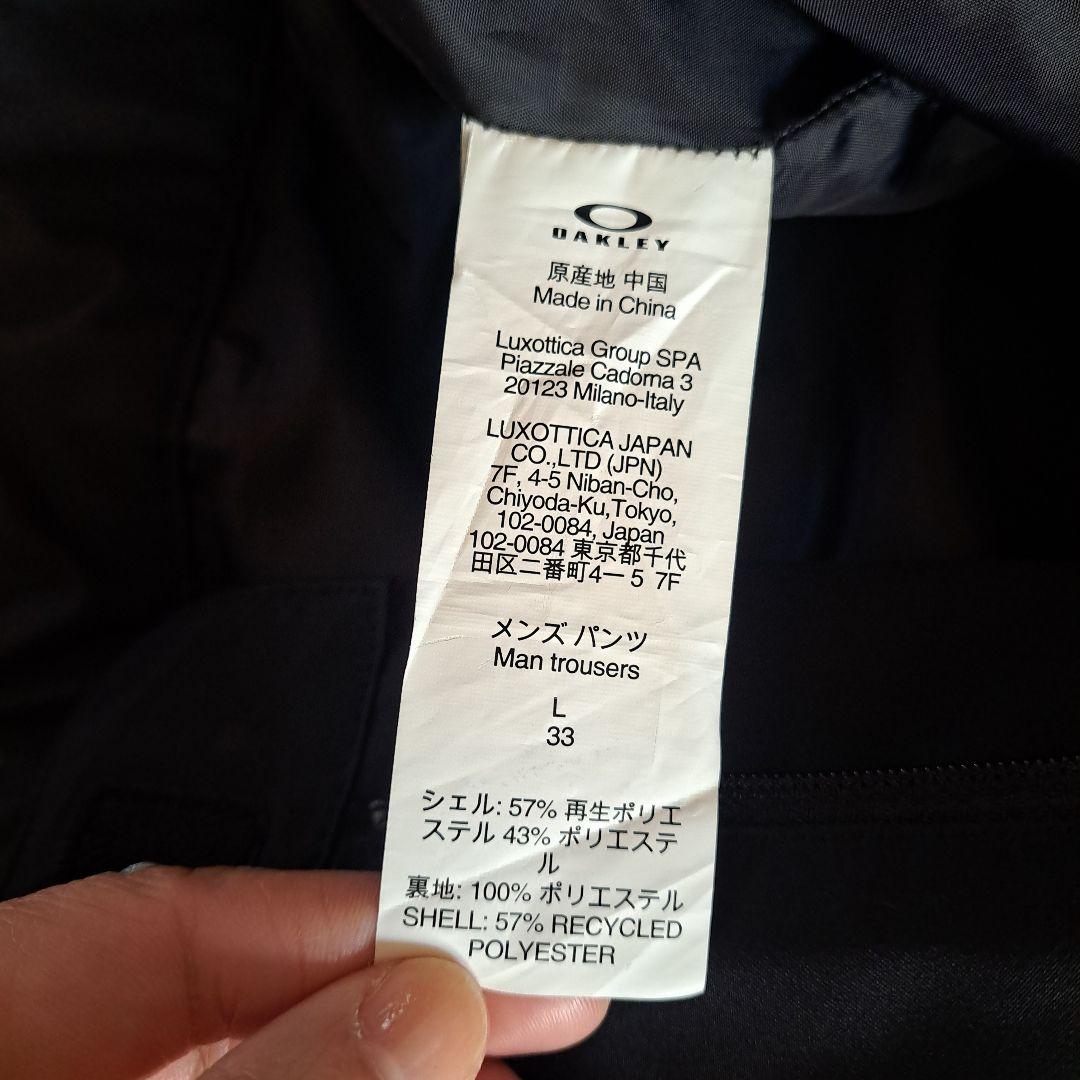 OAKLEY
原産地 中国
Made in China
Luxottica Group SPA
Piazzale Cadorna 3
20123 Milano-Italy
LUXOTTICA JAPAN
CO.,LTD (JPN)
7F, 4-5 Niban-Cho,
Chiyoda-Ku,Tokyo,
102-0084, Japan
102-0084 東京都千代
田区二番町4ー５ 7F
メンズ パンツ
Man trousers
L
33
シェル: 57% 再生ポリエ
ステル 43% ポリエステ
ル
裏地: 100% ポリエステル
SHELL: 57% RECYCLED
POLYESTER